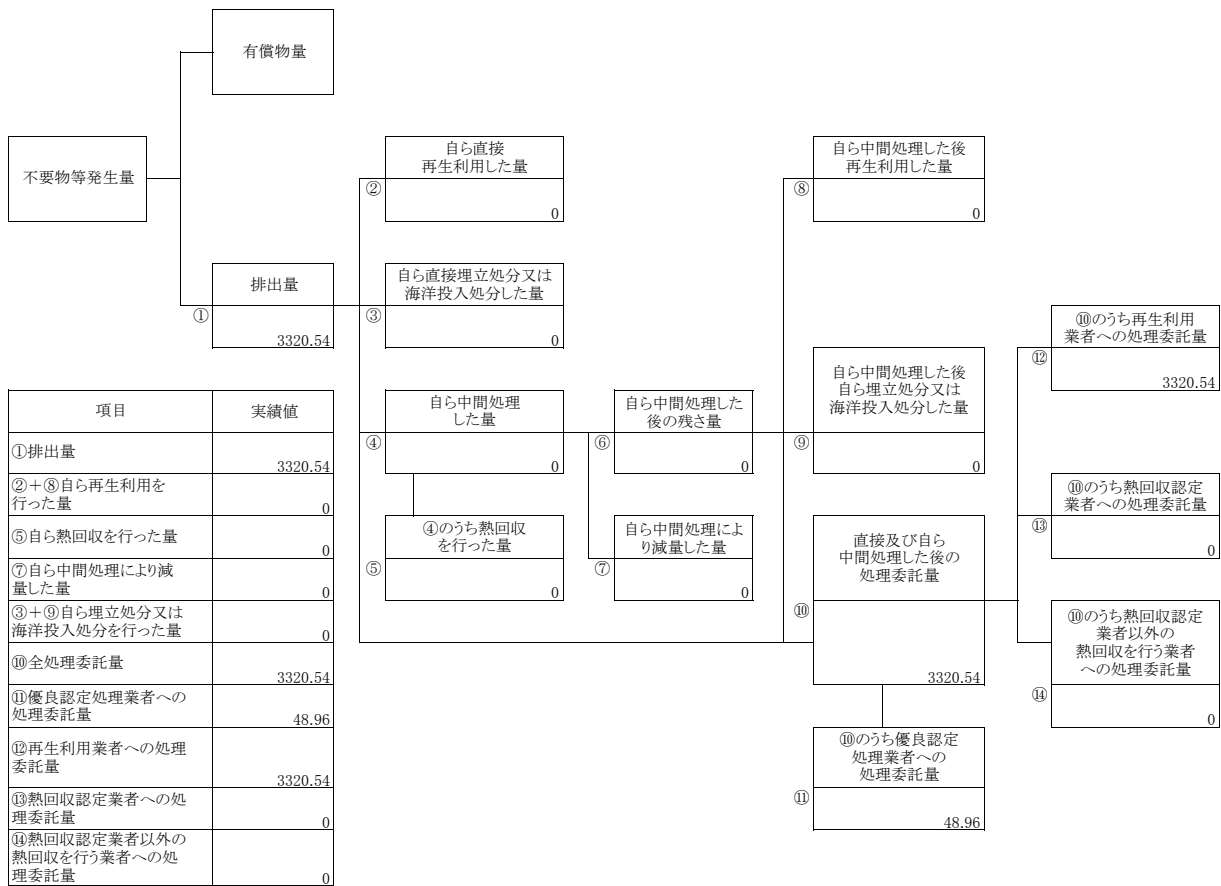 有償物量
不要物等発生量
自ら直接
再生利用した量
②
0
自ら中間処理した後
再生利用した量
⑧
0
排出量
①
3320.54
自ら直接埋立処分又は
海洋投入処分した量
③
0
⑩のうち再生利用
業者への処理委託量
⑫
3320.54
自ら中間処理
した量
④
0
自ら中間処理した
後の残さ量
⑥
0
自ら中間処理した後
自ら埋立処分又は
海洋投入処分した量
⑨
0
⑩のうち熱回収認定
業者への処理委託量
⑬
0
④のうち熱回収
を行った量
⑤
0
自ら中間処理によ
り減量した量
⑦
0
直接及び自ら
中間処理した後の
処理委託量
⑩
3320.54
⑩のうち熱回収認定
業者以外の
熱回収を行う業者
への処理委託量
⑭
0
⑩のうち優良認定
処理業者への
処理委託量
⑪
48.96
項目 実績値
①排出量
3320.54
②+⑧自ら再生利用を
行った量
0
⑤自ら熱回収を行った量
0
⑦自ら中間処理により減
量した量
0
③+⑨自ら埋立処分又は
海洋投入処分を行った量
0
⑩全処理委託量
3320.54
⑪優良認定処理業者への
処理委託量
48.96
⑫再生利用業者への処理
委託量
3320.54
⑬熱回収認定業者への処
理委託量
0
⑭熱回収認定業者以外の
熱回収を行う業者への処
理委託量
0